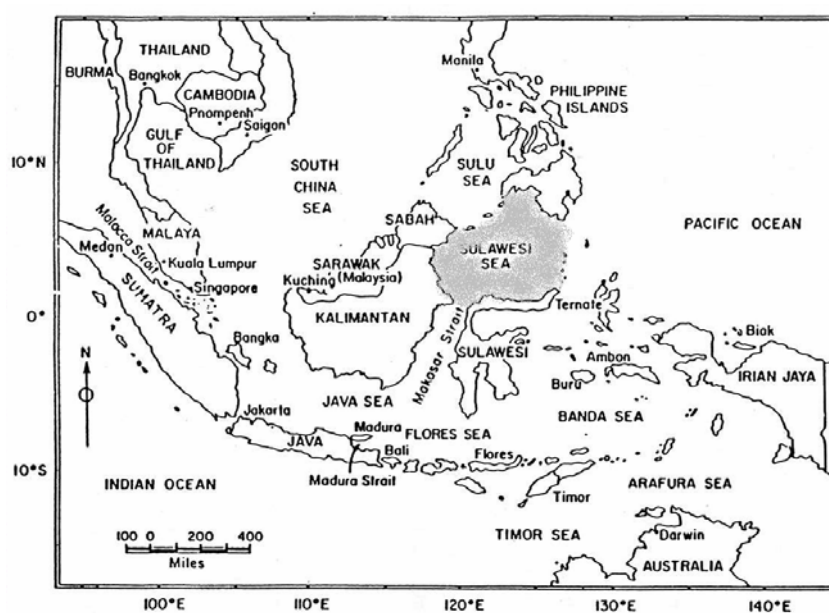 THAILAND
BURMA
Bangkok
CAMBODIA
Pnompenh
Saigon
GULF
OF
THAILAND
Manila
PHILIPPINE
ISLANDS
10°N
SOUTH
CHINA
SEA
SULU
SEA
SABAH
PACIFIC OCEAN
MALAYA
Malacca Strait
Medan
Kuala Lumpur
SARAWAK
(Malaysia)
Kuching
SULAWESI
SEA
Singapore
SUMATRA
KALIMANTAN
Makasar Strait
Ternate
0°
N
Bangka
SULAWESI
Biak
Ambon
Buru
IRIAN JAYA
JAVA SEA
BANDA SEA
Jakarta
JAVA
Madura
FLORES SEA
Bali
Flores
10°S
Madura Strait
INDIAN OCEAN
Timor
ARAFURA SEA
TIMOR SEA
Darwin
AUSTRALIA
100 0 200 400
Miles
100°E 110°E 120°E 130°E 140°E